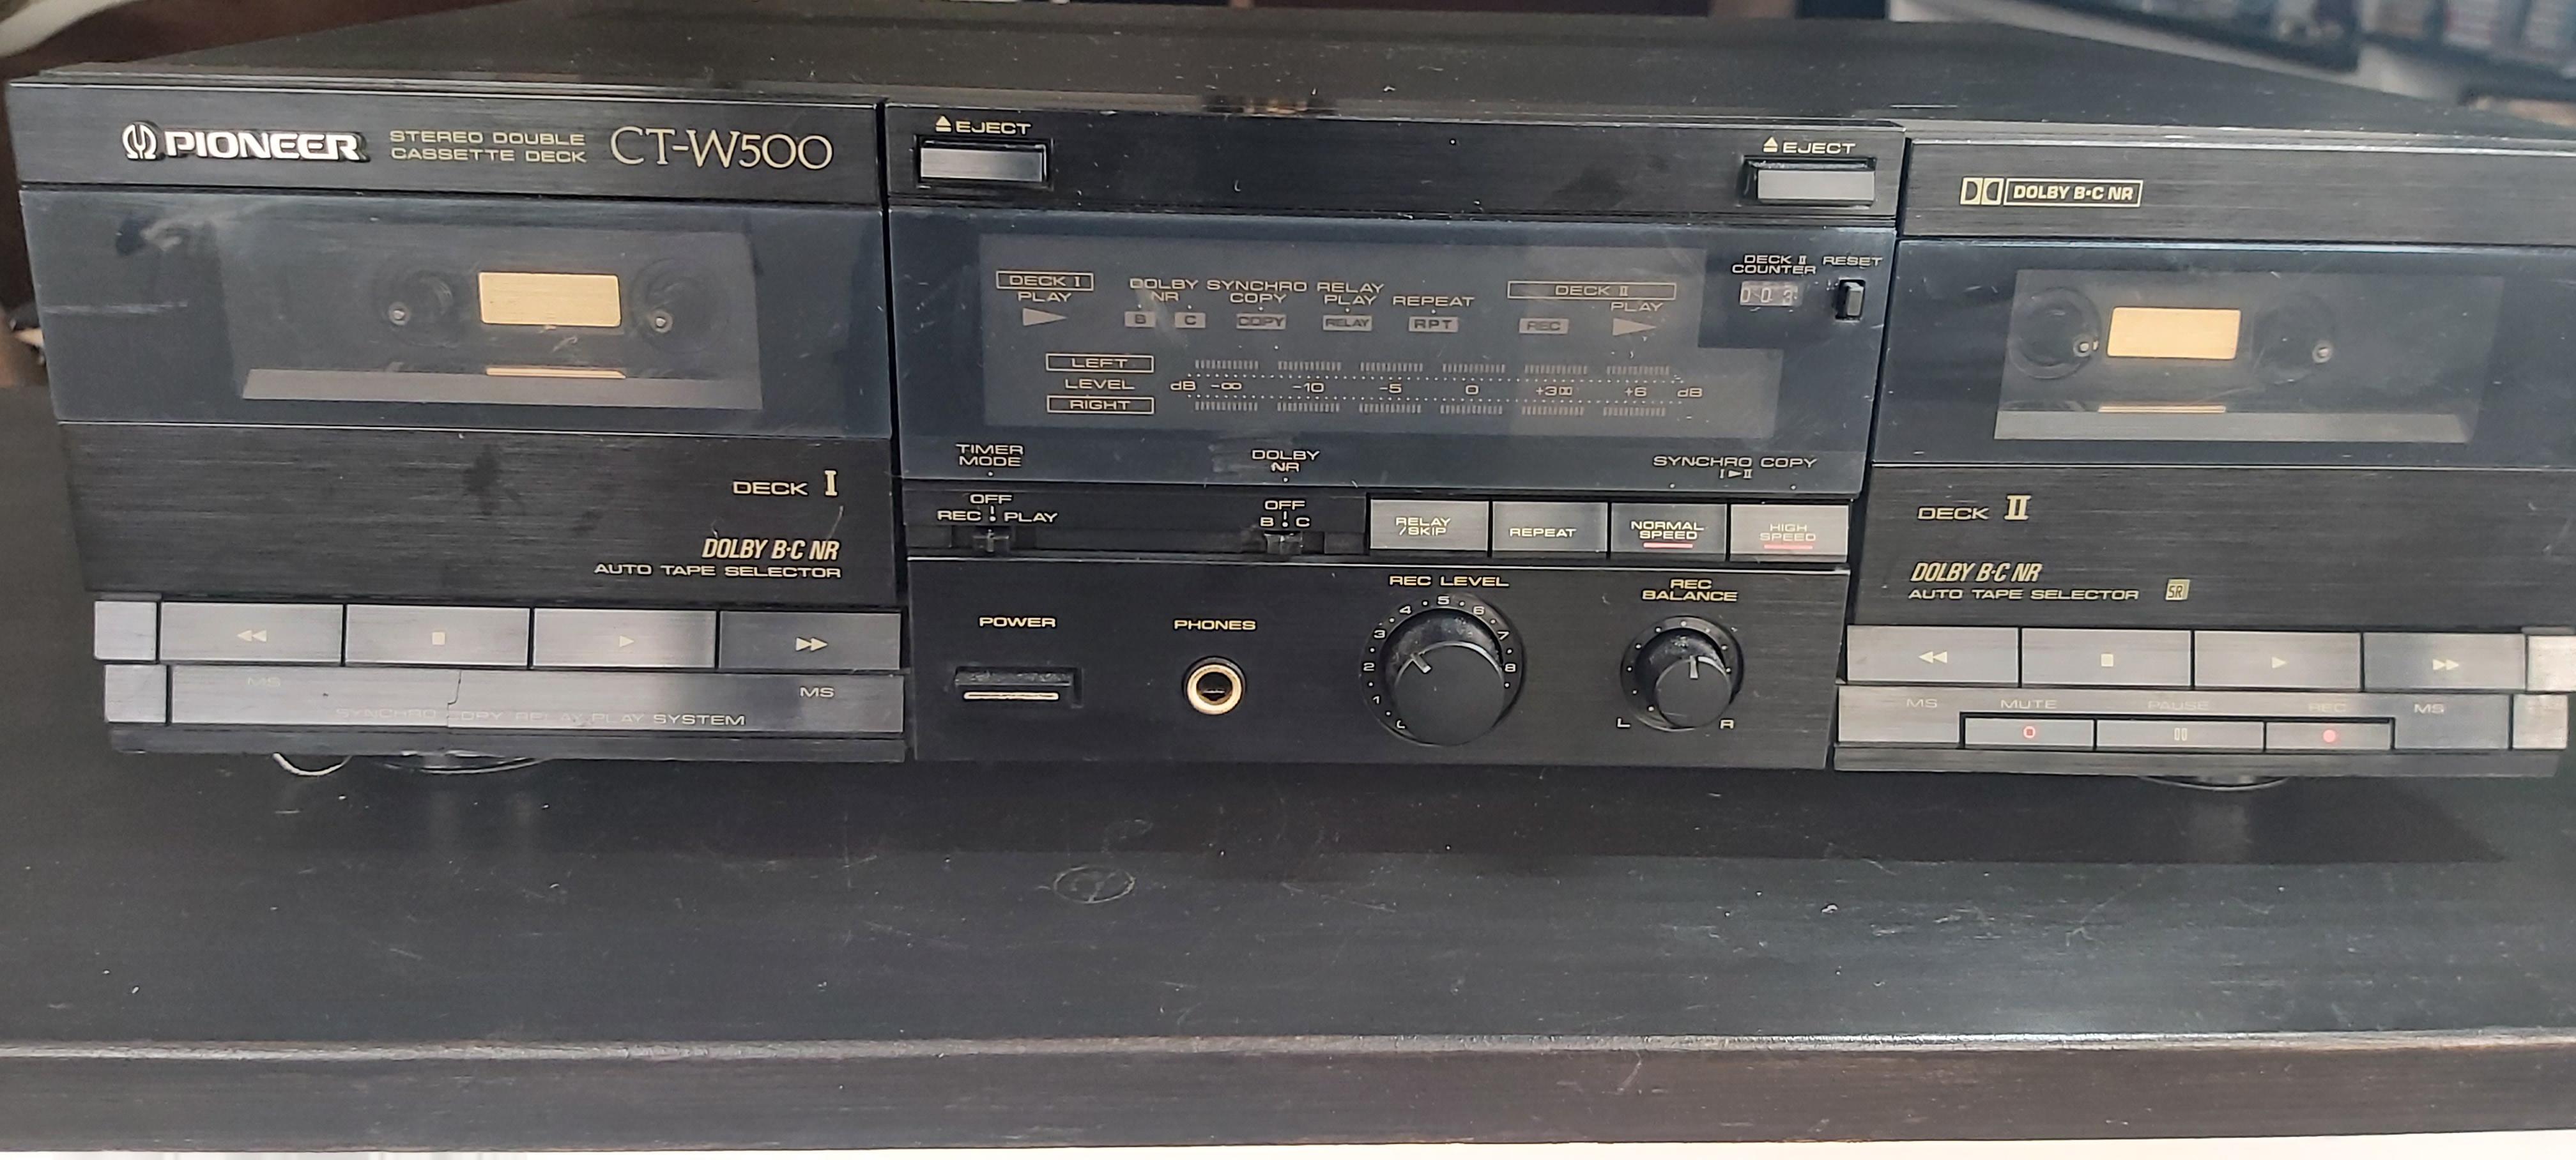 PIONEER
STEREO DOUBLE
CASSETTE DECK
CT-W500
EJECT
EJECT
DOLBY B·C NR
DECK I
PLAY
DOLBY
NR
SYNCHRO
COPY
RELAY
PLAY
REPEAT
DECK II
PLAY
B
C
COPY
RELAY
RPT
REC
DECK II
COUNTER
RESET
003
LEFT
LEVEL
RIGHT
dB -∞ -10 -5 0 +3 +6 dB
TIMER
MODE
DOLBY
NR
SYNCHRO COPY
I▶II
OFF
REC PLAY
OFF
B C
RELAY
/SKIP
REPEAT
NORMAL
SPEED
HIGH
SPEED
DECK I
DOLBY B·C NR
AUTO TAPE SELECTOR
MS
MS
SYNCHRO COPY RELAY PLAY SYSTEM
POWER
PHONES
REC LEVEL
0 1 2 3 4 5 6 7 8
REC
BALANCE
L R
DECK II
DOLBY B·C NR
AUTO TAPE SELECTOR SR
MS
MUTE
PAUSE
REC
MS